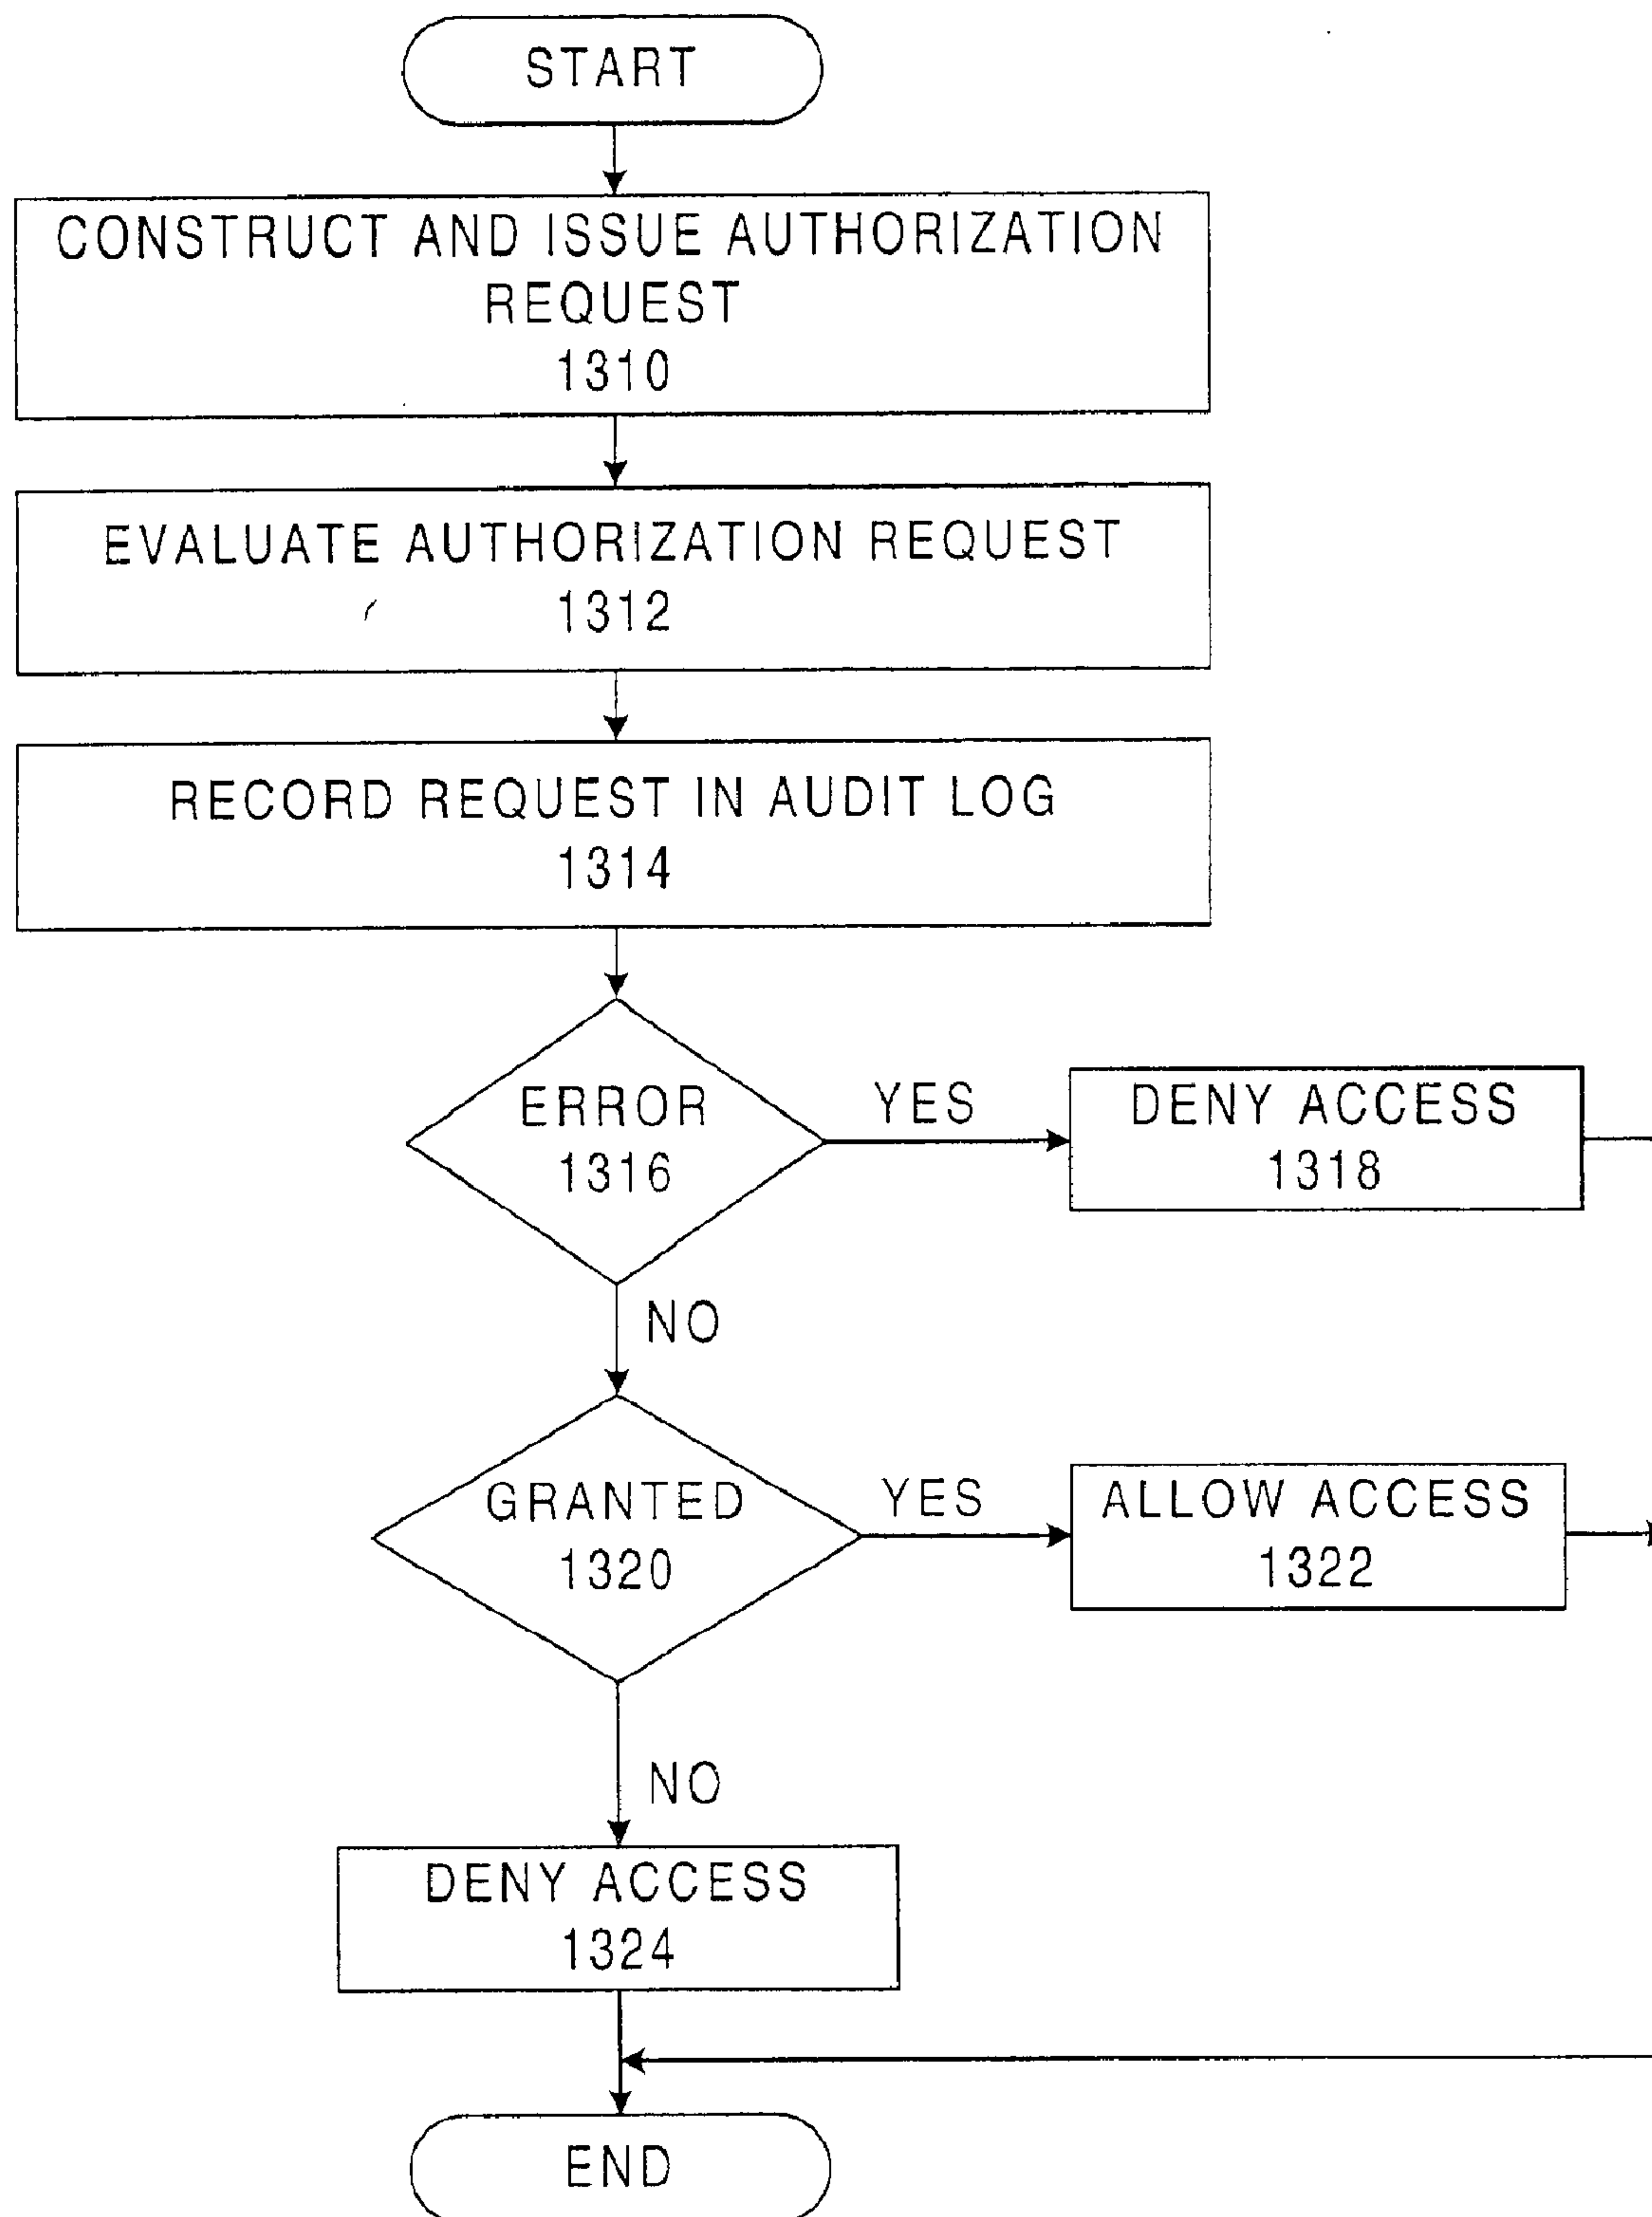 START
CONSTRUCT AND ISSUE AUTHORIZATION
REQUEST
1310
EVALUATE AUTHORIZATION REQUEST
1312
RECORD REQUEST IN AUDIT LOG
1314
ERROR
1316
YES
DENY ACCESS
1318
NO
GRANTED
1320
YES
ALLOW ACCESS
1322
NO
DENY ACCESS
1324
END